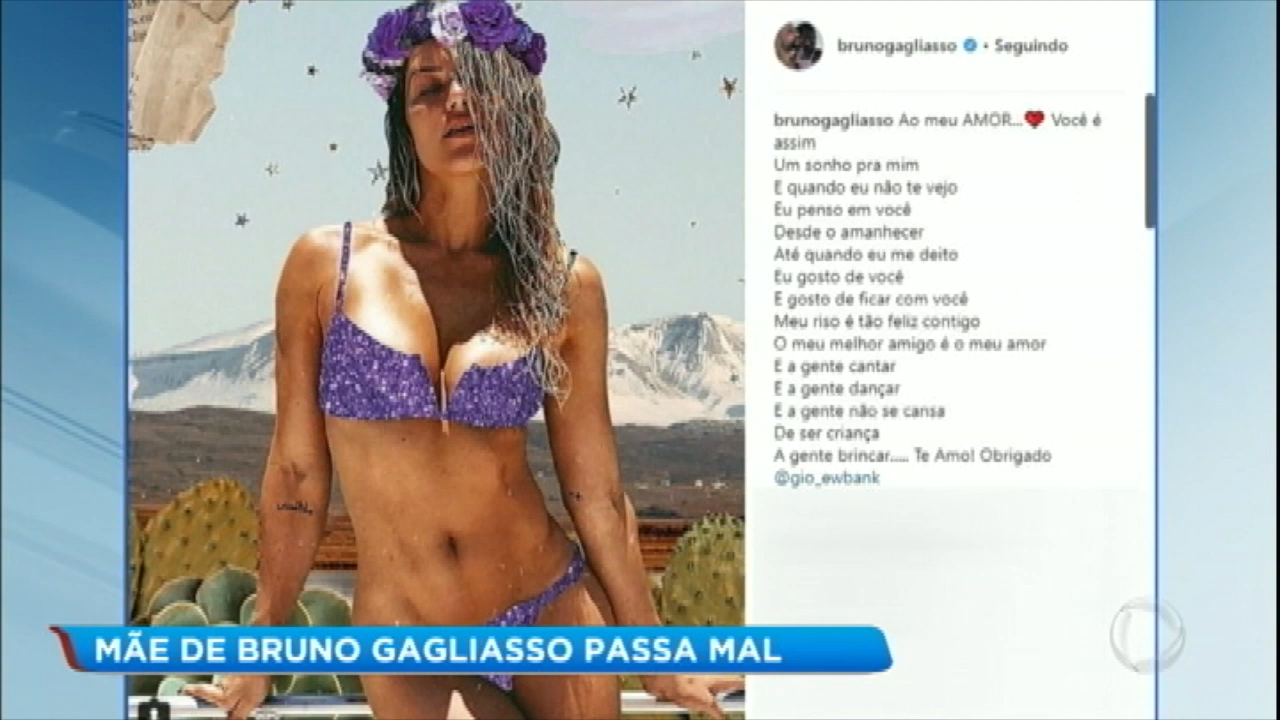 brunogagliasso • Seguindo
brunogagliasso Ao meu AMOR...❤ Você é
assim
Um sonho pra mim
E quando eu não te vejo
Eu penso em você
Desde o amanhecer
Até quando eu me deito
Eu gosto de você
E gosto de ficar com você
Meu riso é tão feliz contigo
O meu melhor amigo é o meu amor
E a gente cantar
E a gente dançar
E a gente não se cansa
De ser criança
A gente brincar..... Te Amo! Obrigado
@gio_ewbank
MÃE DE BRUNO GAGLIASSO PASSA MAL